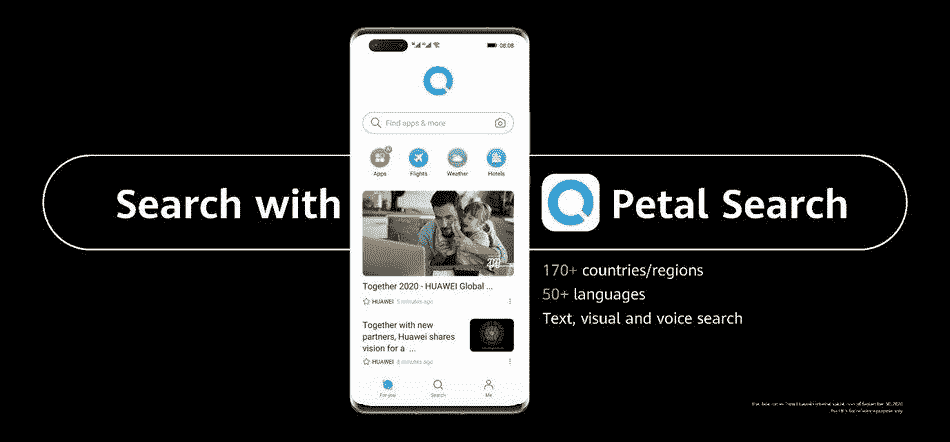 08:08
Find apps & more
Apps
Flights
Weather
Hotels
Search with
Petal Search
Together 2020 - HUAWEI Global ...
HUAWEI 5 minutes ago
Together with new
partners, Huawei shares
vision for a ...
HUAWEI 8 minutes ago
For you
Search
Me
170+ countries/regions
50+ languages
Text, visual and voice search